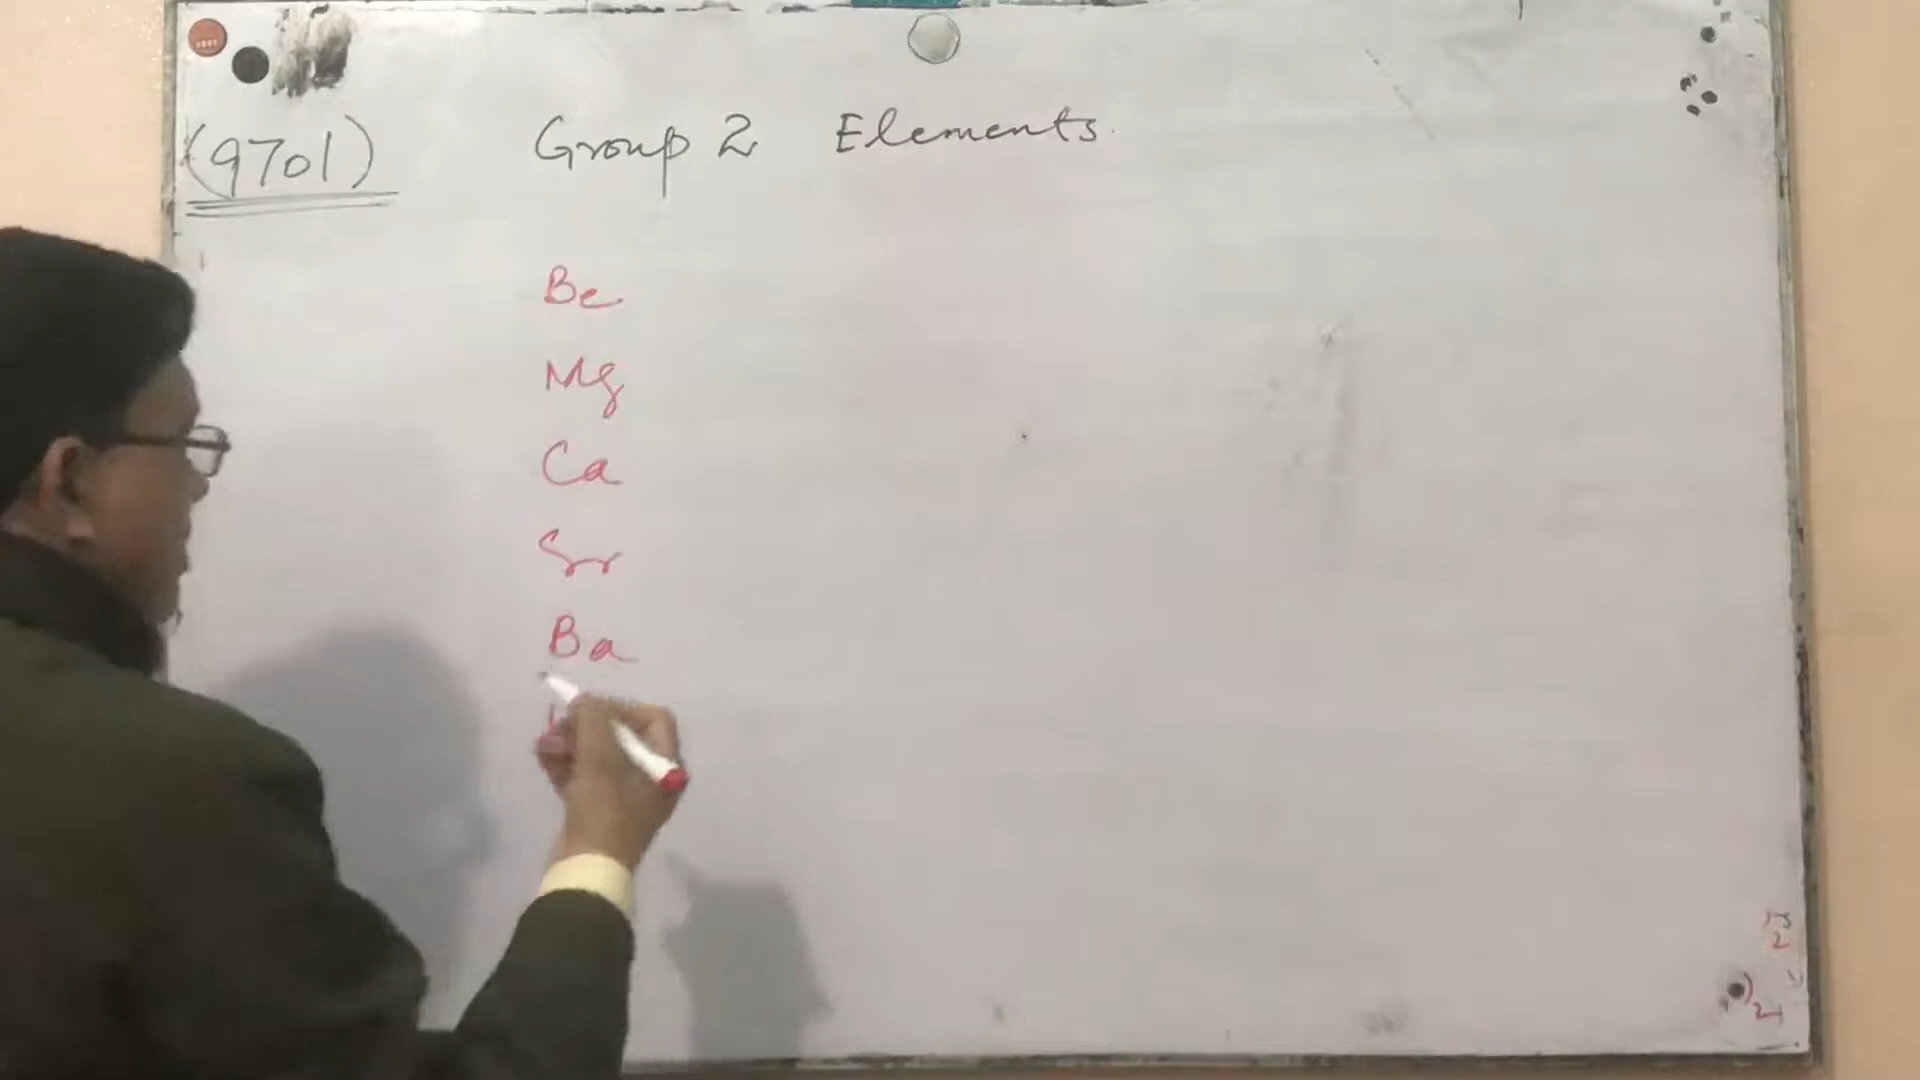 (9701) Group 2 Elements.
Be
Mg
Ca
Sr
Ba